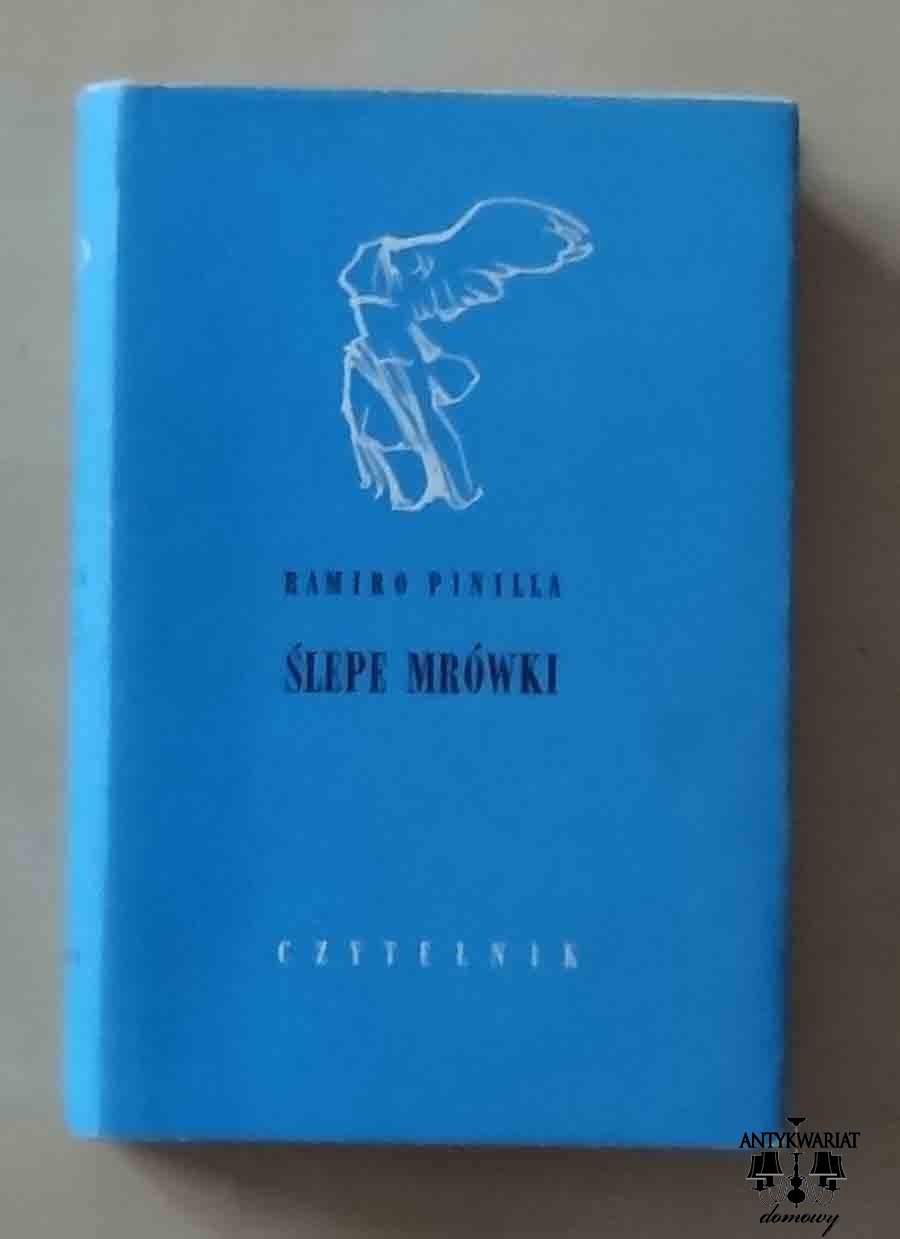 RAMIRO PINILLA
ŚLEPE MRÓWKI
CZYTELNIK
ANTYKWARIAT
domowy